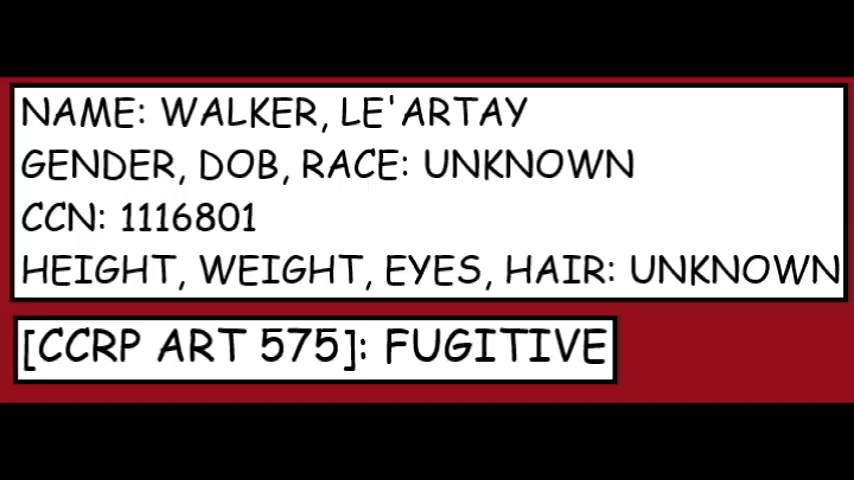 NAME: WALKER, LE'ARTAY
GENDER, DOB, RACE: UNKNOWN
CCN: 1116801
HEIGHT, WEIGHT, EYES, HAIR: UNKNOWN
[CCRP ART 575]: FUGITIVE